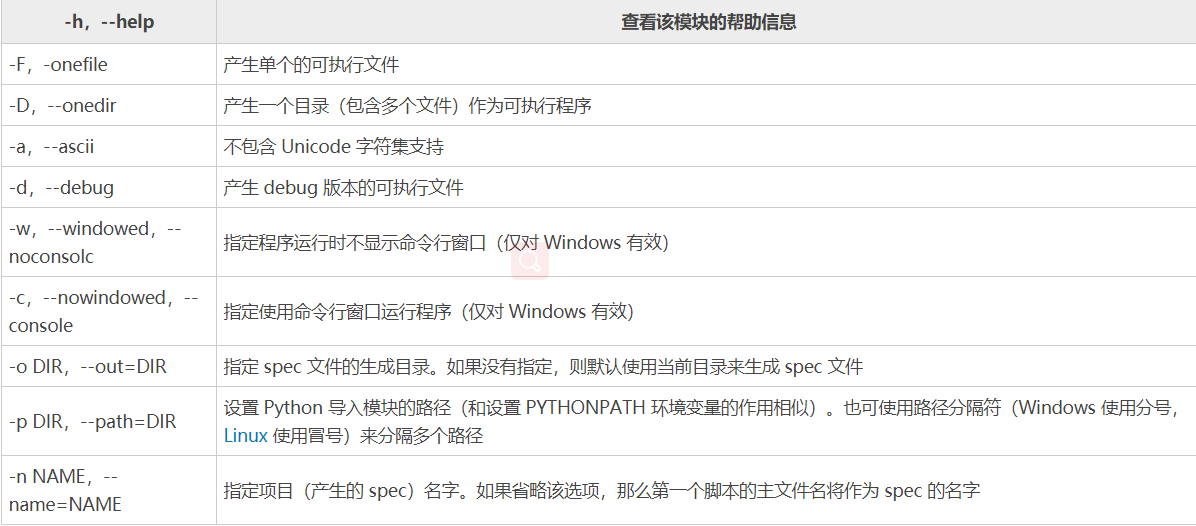 -h，--help 查看该模块的帮助信息
-F，-onefile 产生单个的可执行文件
-D，--onedir 产生一个目录（包含多个文件）作为可执行程序
-a，--ascii 不包含 Unicode 字符集支持
-d，--debug 产生 debug 版本的可执行文件
-w，--windowed，--
noconsolc
指定程序运行时不显示命令行窗口（仅对 Windows 有效）
-c，--nowindowed，--
console
指定使用命令行窗口运行程序（仅对 Windows 有效）
-o DIR，--out=DIR 指定 spec 文件的生成目录。如果没有指定，则默认使用当前目录来生成 spec 文件
-p DIR，--path=DIR
设置 Python 导入模块的路径（和设置 PYTHONPATH 环境变量的作用相似）。也可使用路径分隔符（Windows 使用分号，
Linux 使用冒号）来分隔多个路径
-n NAME，--
name=NAME
指定项目（产生的 spec）名字。如果省略该选项，那么第一个脚本的主文件名将作为 spec 的名字